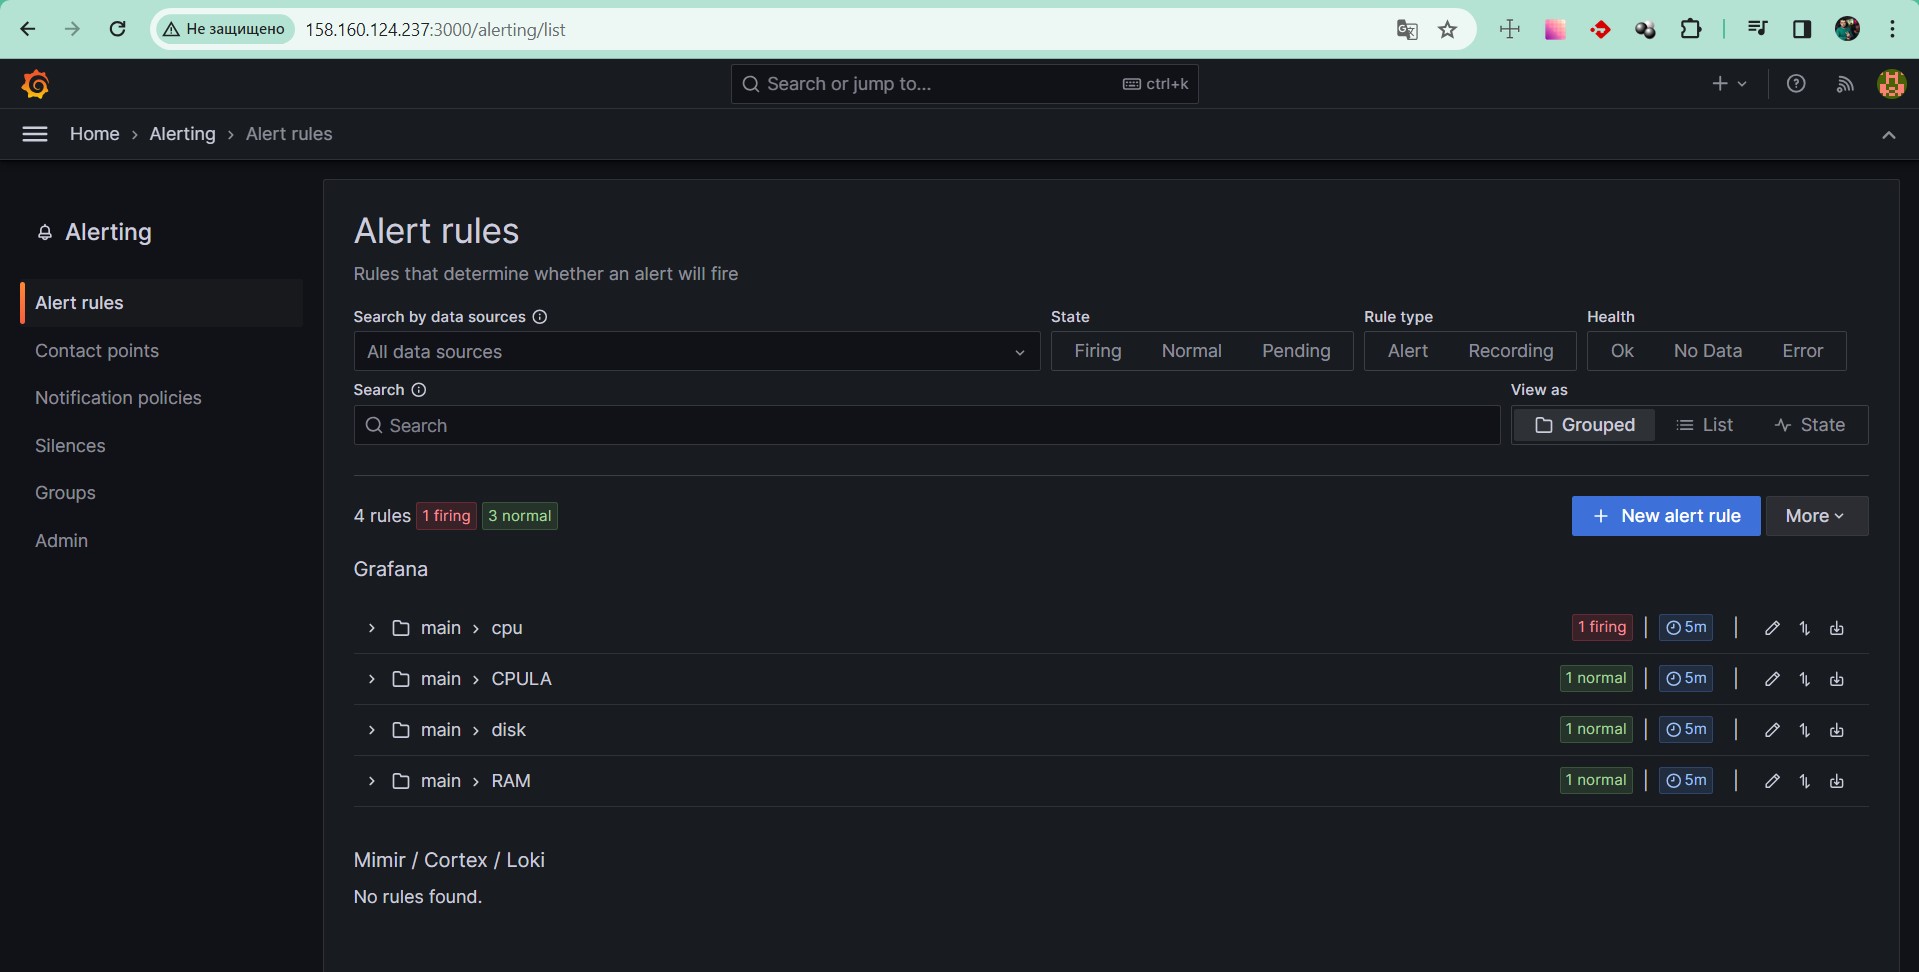 Не защищено 158.160.124.237:3000/alerting/list
Search or jump to... ctrl+k
Home › Alerting › Alert rules
Alerting
Alert rules
Contact points
Notification policies
Silences
Groups
Admin
Alert rules
Rules that determine whether an alert will fire
Search by data sources State Rule type Health
All data sources Firing Normal Pending Alert Recording Ok No Data Error
Search View as
Search Grouped List State
4 rules 1 firing 3 normal + New alert rule More
Grafana
main › cpu 1 firing | 5m |
main › CPULA 1 normal | 5m |
main › disk 1 normal | 5m |
main › RAM 1 normal | 5m |
Mimir / Cortex / Loki
No rules found.